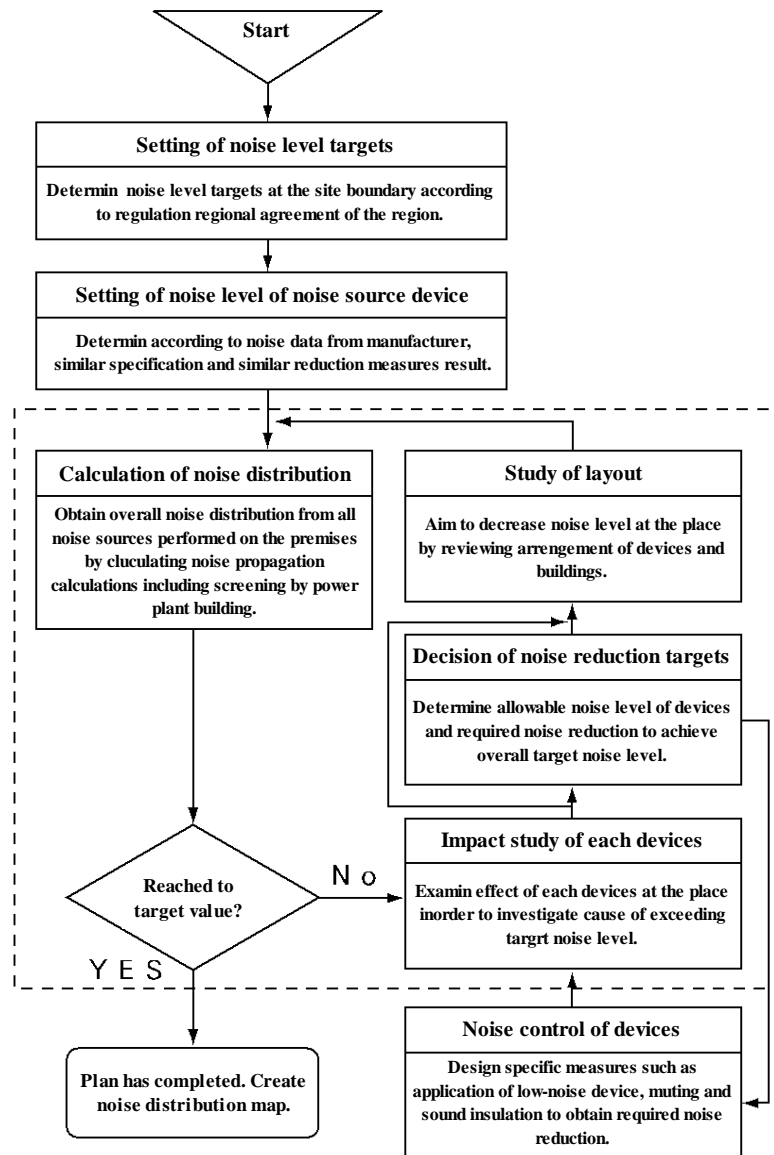 Start
Setting of noise level targets
Determin noise level targets at the site boundary according
to regulation regional agreement of the region.
Setting of noise level of noise source device
Determin according to noise data from manufacturer,
similar specification and similar reduction measures result.
Calculation of noise distribution
Obtain overall noise distribution from all
noise sources performed on the premises
by cluculating noise propagation
calculations including screening by power
plant building.
Study of layout
Aim to decrease noise level at the place
by reviewing arrangement of devices and
buildings.
Decision of noise reduction targets
Determine allowable noise level of devices
and required noise reduction to achieve
overall target noise level.
Reached to
target value?
No
YES
Impact study of each devices
Examin effect of each devices at the place
inorder to investigate cause of exceeding
targrt noise level.
Plan has completed. Create
noise distribution map.
Noise control of devices
Design specific measures such as
application of low-noise device, muting and
sound insulation to obtain required noise
reduction.